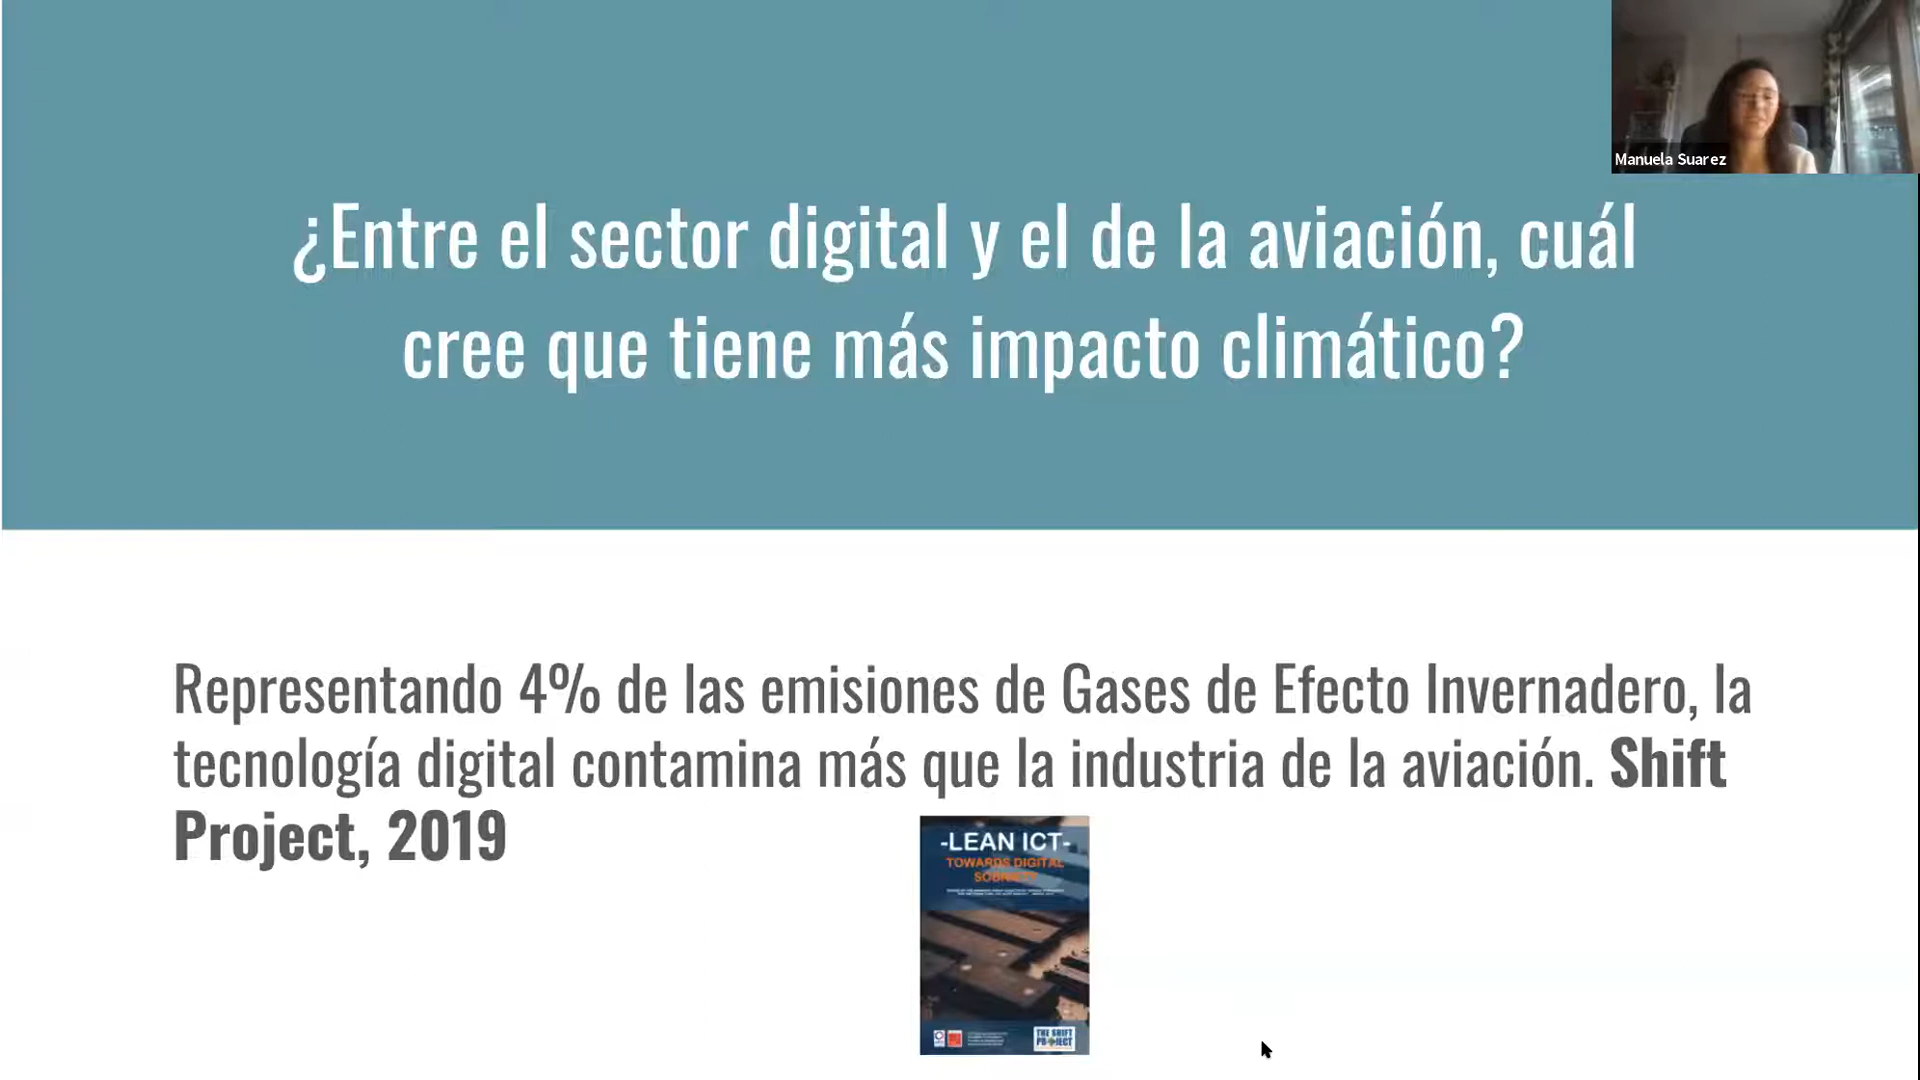 Manuela Suarez
¿Entre el sector digital y el de la aviación, cuál
cree que tiene más impacto climático?
Representando 4% de las emisiones de Gases de Efecto Invernadero, la
tecnología digital contamina más que la industria de la aviación. Shift
Project, 2019
-LEAN ICT-
TOWARDS DIGITAL
SOBRIETY
THE SHIFT
PROJECT